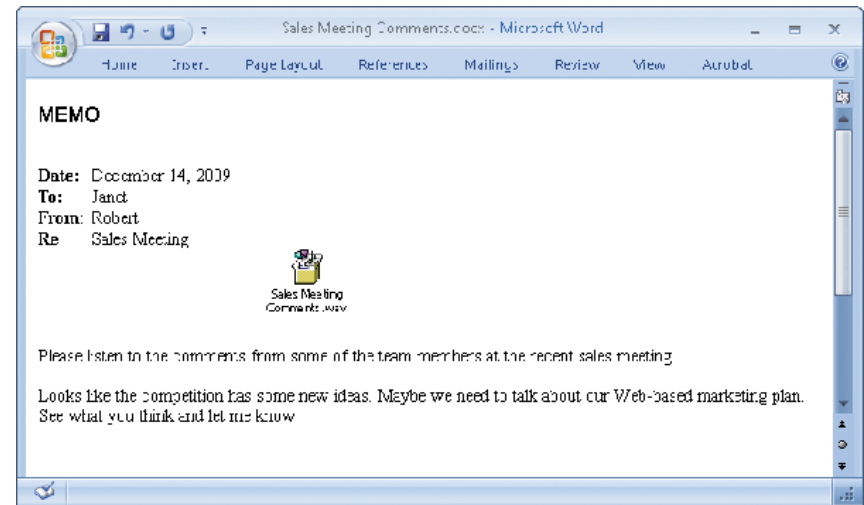 Sales Meeting Comments.docx - Microsoft Word
Home Insert Page Layout References Mailings Review View Acrobat
MEMO
Date: December 14, 2009
To: Janet
From: Robert
Re Sales Meeting
Sales Meeting
Comments.wav
Please listen to the comments from some of the team members at the recent sales meeting
Looks like the competition has some new ideas. Maybe we need to talk about our Web-based marketing plan.
See what you think and let me know